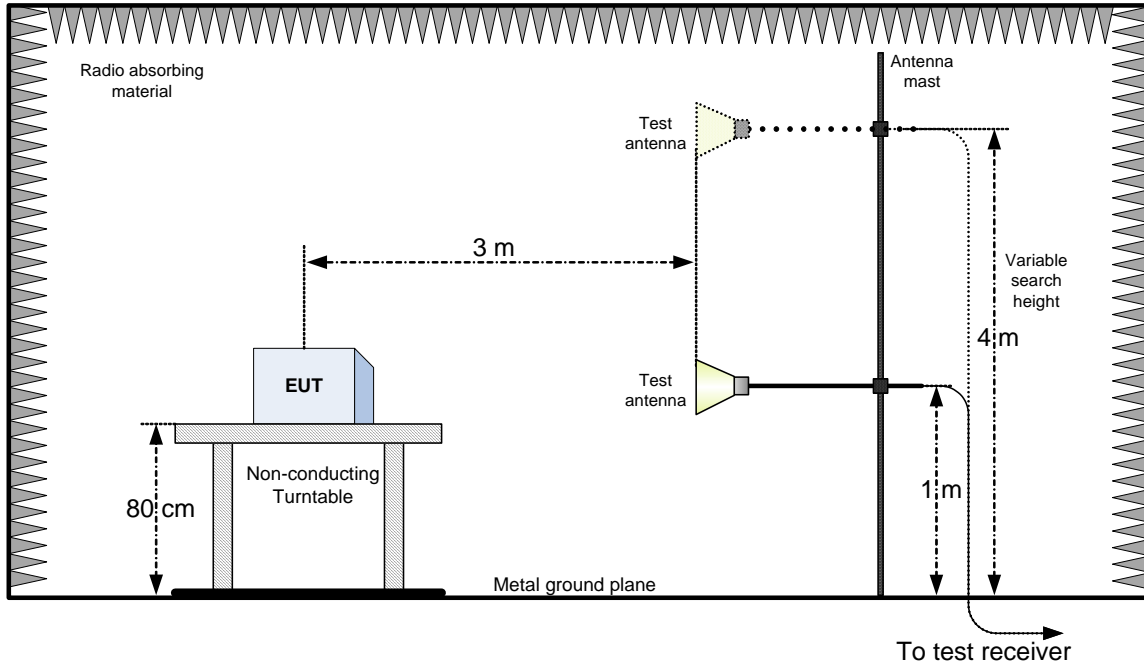 Radio absorbing
material
Antenna
mast
Test
antenna
3 m
Variable
search
height
4 m
EUT
Test
antenna
Non-conducting
Turntable
80 cm
1 m
Metal ground plane
To test receiver